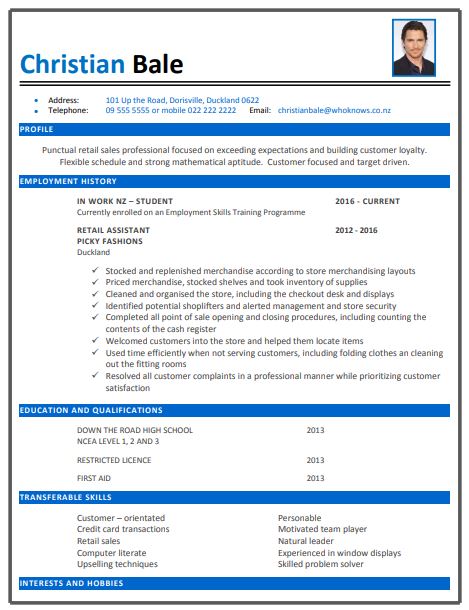 Christian Bale
Address: 101 Up the Road, Dorisville, Duckland 0622
Telephone: 09 555 5555 or mobile 022 222 2222 Email: christianbale@whoknows.co.nz
PROFILE
Punctual retail sales professional focused on exceeding expectations and building customer loyalty.
Flexible schedule and strong mathematical aptitude. Customer focused and target driven.
EMPLOYMENT HISTORY
IN WORK NZ – STUDENT 2016 - CURRENT
Currently enrolled on an Employment Skills Training Programme
RETAIL ASSISTANT 2012 - 2016
PICKY FASHIONS
Duckland
✓ Stocked and replenished merchandise according to store merchandising layouts
✓ Priced merchandise, stocked shelves and took inventory of supplies
✓ Cleaned and organised the store, including the checkout desk and displays
✓ Identified potential shoplifters and alerted management and store security
✓ Completed all point of sale opening and closing procedures, including counting the
contents of the cash register
✓ Welcomed customers into the store and helped them locate items
✓ Used time efficiently when not serving customers, including folding clothes an cleaning
out the fitting rooms
✓ Resolved all customer complaints in a professional manner while prioritizing customer
satisfaction
EDUCATION AND QUALIFICATIONS
DOWN THE ROAD HIGH SCHOOL 2013
NCEA LEVEL 1, 2 AND 3
RESTRICTED LICENCE 2013
FIRST AID 2013
TRANSFERABLE SKILLS
Customer – orientated Personable
Credit card transactions Motivated team player
Retail sales Natural leader
Computer literate Experienced in window displays
Upselling techniques Skilled problem solver
INTERESTS AND HOBBIES